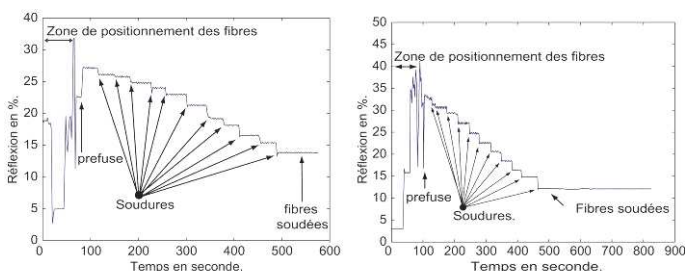 40
35
30
25
20
15
10
5
0
Réflexion en %.
Zone de positionnement des fibres
prefuse
Soudures
fibres
soudées
0 100 200 300 400 500 600
Temps en seconde.
50
45
40
35
30
25
20
15
10
5
0
Réflexion en %.
Zone de positionnement des fibres
prefuse
Soudures.
Fibres soudées
0 100 200 300 400 500 600 700 800 900
Temps en seconde.